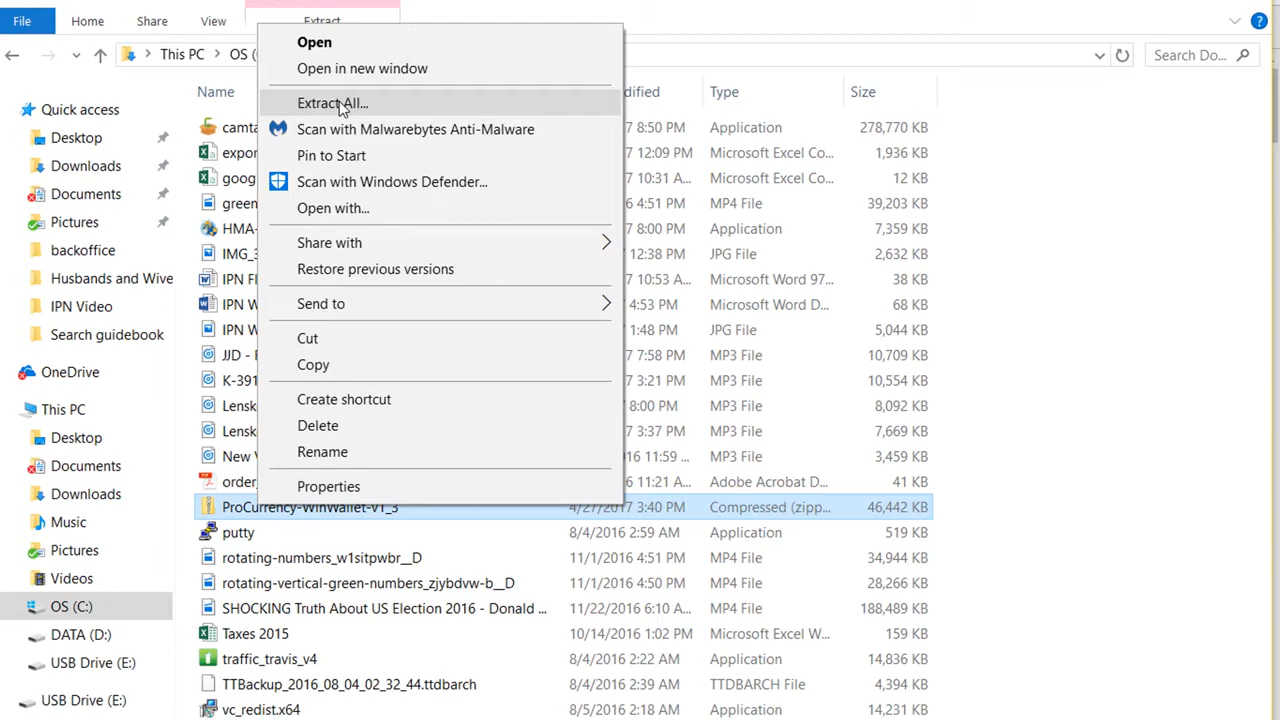 File Home Share View Extract
This PC OS ( Search Do...
Name dified Type Size
Open
Open in new window
Extract All...
Scan with Malwarebytes Anti-Malware
Pin to Start
Scan with Windows Defender...
Open with...
Share with
Restore previous versions
Send to
Cut
Copy
Create shortcut
Delete
Rename
Properties
Quick access
Desktop
Downloads
Documents
Pictures
backoffice
Husbands and Wive
IPN Video
Search guidebook
OneDrive
This PC
Desktop
Documents
Downloads
Music
Pictures
Videos
OS (C:)
DATA (D:)
USB Drive (E:)
USB Drive (E:)
camta 7 8:50 PM Application 278,770 KB
expor 7 12:09 PM Microsoft Excel Co... 1,936 KB
goog 7 10:31 A... Microsoft Excel Co... 12 KB
green 6 4:51 PM MP4 File 39,203 KB
HMA- 7 8:00 PM Application 7,359 KB
IMG_3 7 12:38 PM JPG File 2,632 KB
IPN Fl 7 10:53 A... Microsoft Word 97... 38 KB
IPN W 7 4:53 PM Microsoft Word D... 68 KB
IPN W 7 1:48 PM JPG File 5,044 KB
JJD - F 7 7:58 PM MP3 File 10,709 KB
K-391 7 3:21 PM MP3 File 10,554 KB
Lensk 7 8:00 PM MP3 File 8,092 KB
Lensk 7 3:37 PM MP3 File 7,669 KB
New V 16 11:59 ... MP3 File 3,459 KB
order_ 16 11:21 A... Adobe Acrobat D... 41 KB
ProCurrency-WinWallet-v1_3 4/27/2017 3:40 PM Compressed (zipp... 46,442 KB
putty 8/4/2016 2:59 AM Application 519 KB
rotating-numbers_w1sitpwbr__D 11/1/2016 4:51 PM MP4 File 34,944 KB
rotating-vertical-green-numbers_zjybdvw-b__D 11/1/2016 4:50 PM MP4 File 28,266 KB
SHOCKING Truth About US Election 2016 - Donald ... 11/22/2016 6:10 A... MP4 File 188,489 KB
Taxes 2015 10/14/2016 1:02 PM Microsoft Excel W... 159 KB
traffic_travis_v4 8/4/2016 2:22 AM Application 14,836 KB
TTBackup_2016_08_04_02_32_44.ttdbarch 8/4/2016 2:39 AM TTDBARCH File 4,394 KB
vc_redist.x64 8/5/2016 2:18 AM Application 14,231 KB